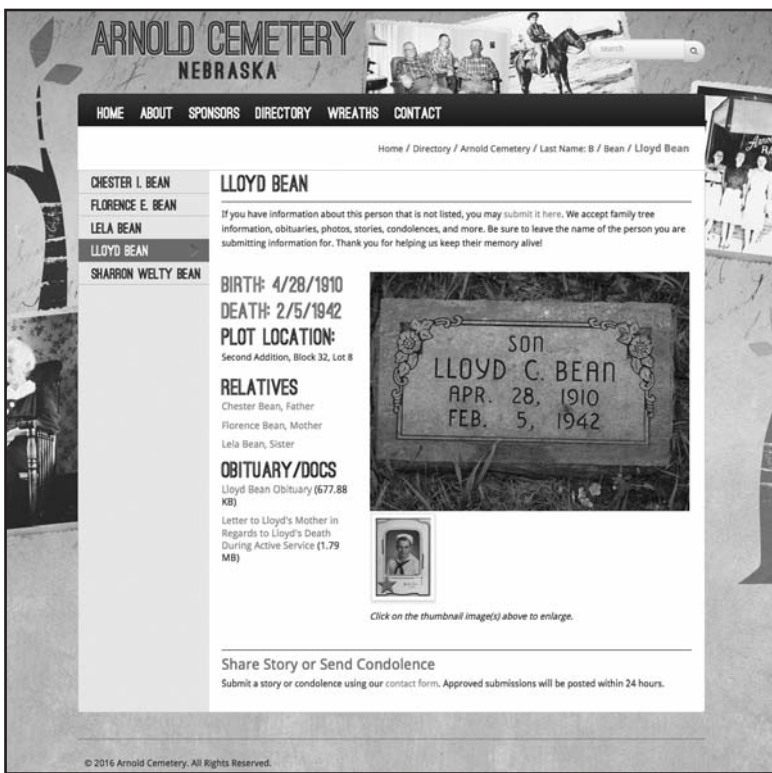 ARNOLD CEMETERY
NEBRASKA
search
HOME ABOUT SPONSORS DIRECTORY WREATHS CONTACT
Home / Directory / Arnold Cemetery / Last Name: B / Bean / Lloyd Bean
CHESTER I. BEAN
FLORENCE E. BEAN
LELA BEAN
LLOYD BEAN
SHARRON WELTY BEAN
LLOYD BEAN
If you have information about this person that is not listed, you may submit it here. We accept family tree
information, obituaries, photos, stories, condolences, and more. Be sure to leave the name of the person you are
submitting information for. Thank you for helping us keep their memory alive!
BIRTH: 4/28/1910
DEATH: 2/5/1942
PLOT LOCATION:
Second Addition, Block 32, Lot 8
RELATIVES
Chester Bean, Father
Florence Bean, Mother
Lela Bean, Sister
OBITUARY/DOCS
Lloyd Bean Obituary (677.88
KB)
Letter to Lloyd's Mother in
Regards to Lloyd's Death
During Active Service (1.79
MB)
SON
LLOYD C. BEAN
APR. 28, 1910
FEB. 5, 1942
Click on the thumbnail image(s) above to enlarge.
Share Story or Send Condolence
Submit a story or condolence using our contact form. Approved submissions will be posted within 24 hours.
© 2016 Arnold Cemetery. All Rights Reserved.